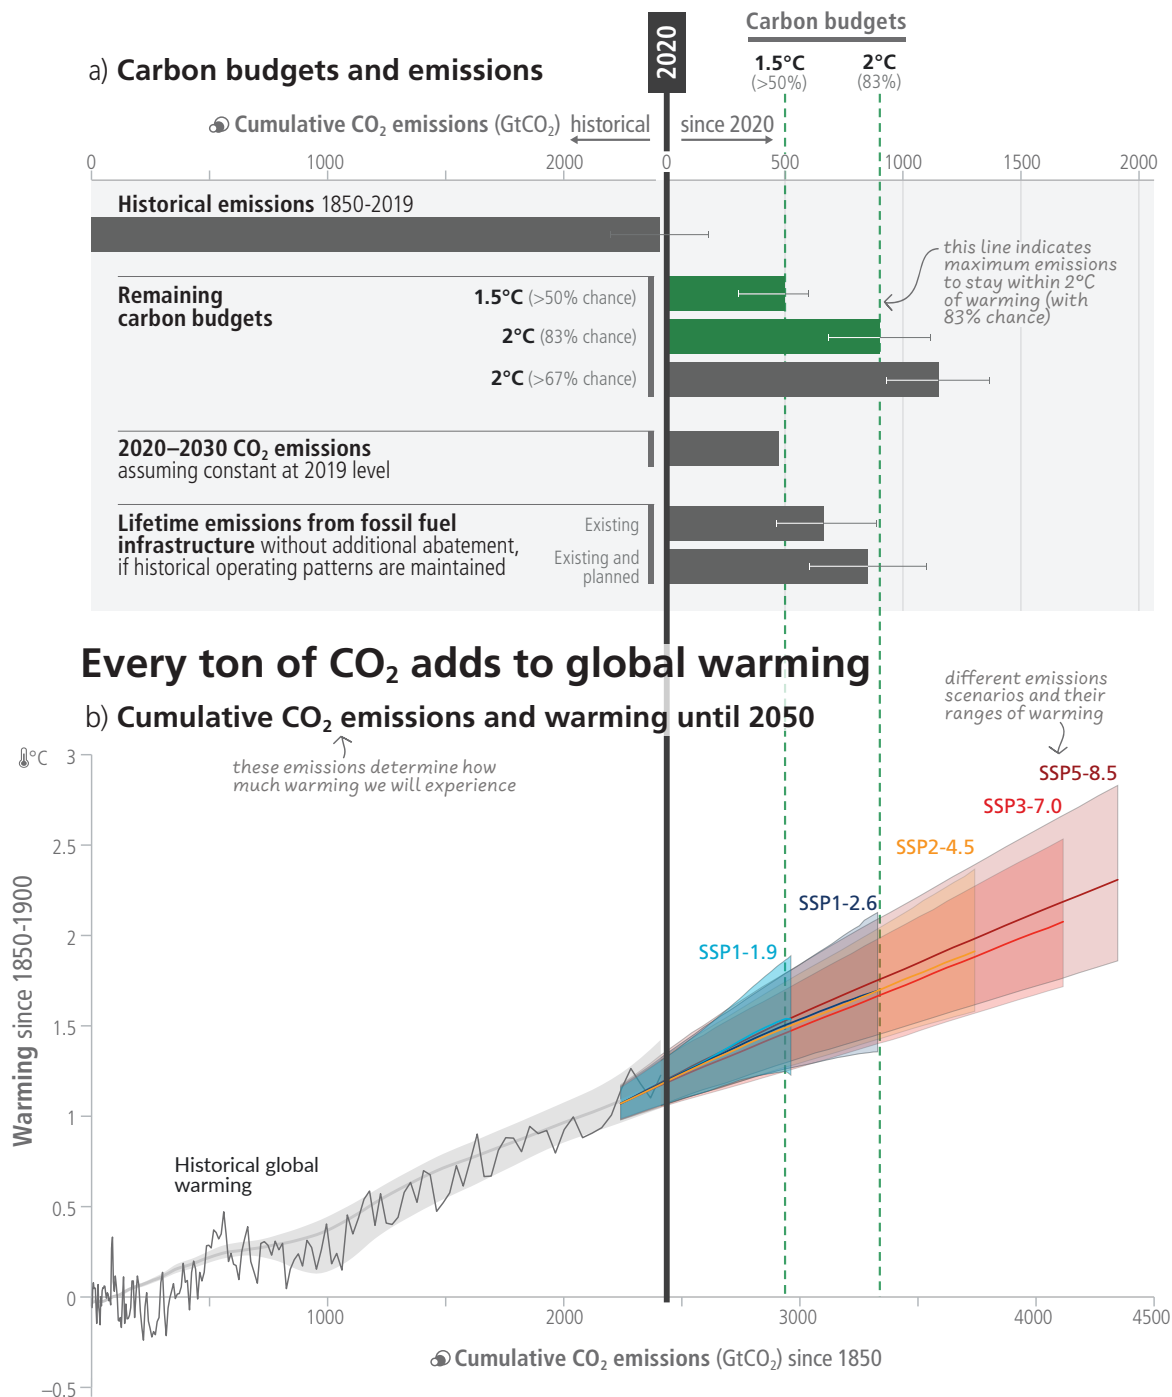 Carbon budgets
2020
a) Carbon budgets and emissions
1.5°C
(>50%)
2°C
(83%)
Cumulative CO₂ emissions (GtCO₂)
historical
since 2020
0
1000
2000
0
500
1000
1500
2000
Historical emissions 1850-2019
this line indicates
maximum emissions
to stay within 2°C
of warming (with
83% chance)
Remaining
carbon budgets
1.5°C (>50% chance)
2°C (83% chance)
2°C (>67% chance)
2020–2030 CO₂ emissions
assuming constant at 2019 level
Lifetime emissions from fossil fuel
infrastructure without additional abatement,
if historical operating patterns are maintained
Existing
Existing and
planned
Every ton of CO₂ adds to global warming
b) Cumulative CO₂ emissions and warming until 2050
different emissions
scenarios and their
ranges of warming
these emissions determine how
much warming we will experience
°C
3
2.5
2
1.5
1
0.5
0
–0.5
Warming since 1850-1900
SSP5-8.5
SSP3-7.0
SSP2-4.5
SSP1-2.6
SSP1-1.9
Historical global
warming
1000
2000
3000
4000
4500
Cumulative CO₂ emissions (GtCO₂) since 1850